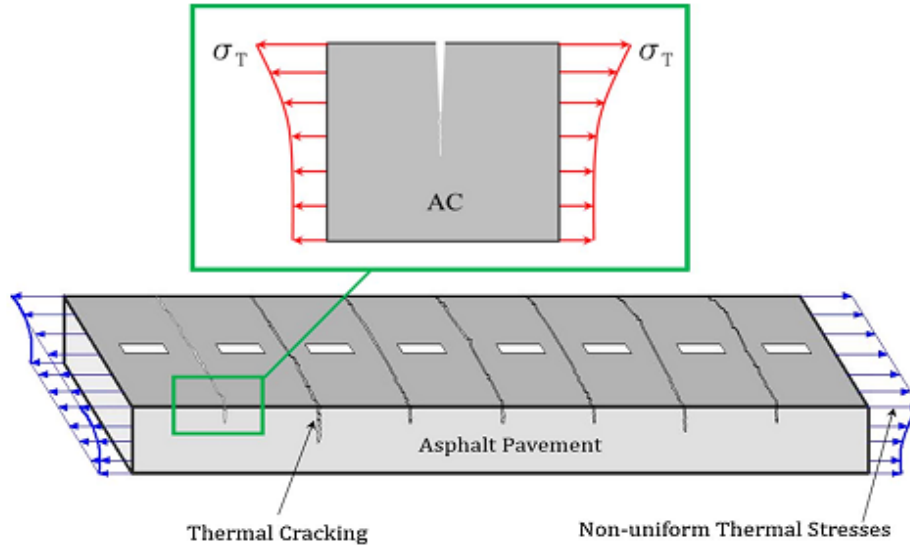 σT
σT
AC
Asphalt Pavement
Thermal Cracking
Non-uniform Thermal Stresses